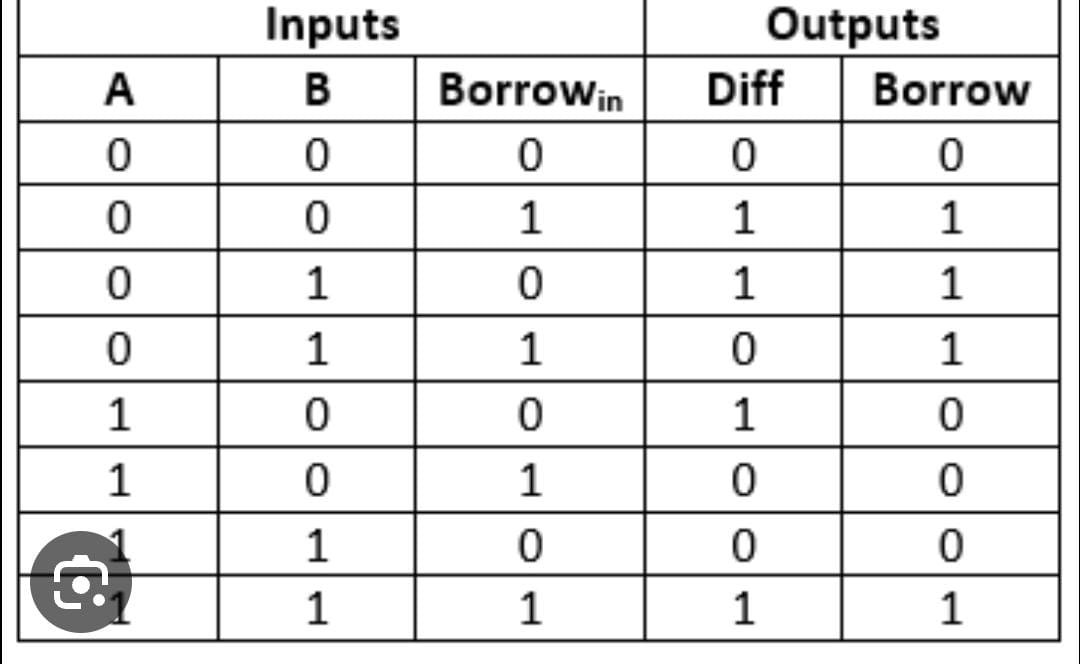 Inputs Outputs
A B Borrowin Diff Borrow
0 0 0 0 0
0 0 1 1 1
0 1 0 1 1
0 1 1 0 1
1 0 0 1 0
1 0 1 0 0
1 1 0 0 0
1 1 1 1 1